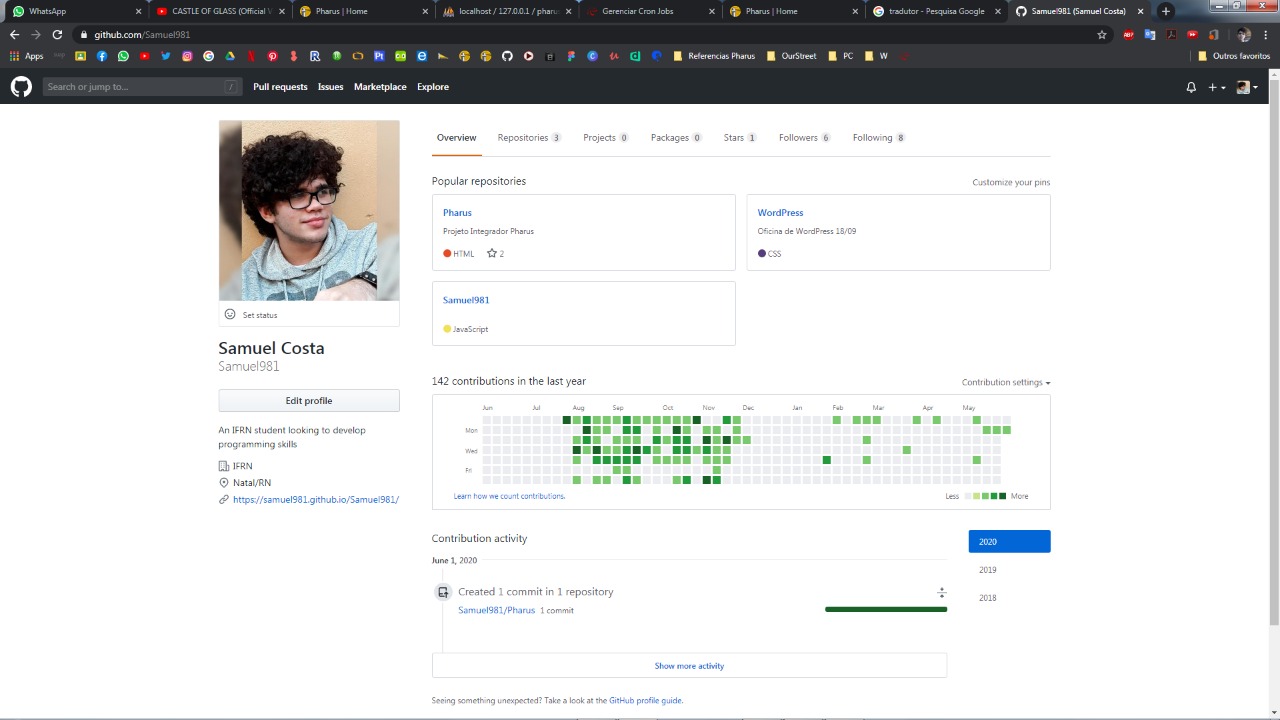 WhatsApp
CASTLE OF GLASS (Official V
Pharus | Home
localhost / 127.0.0.1 / pharu
Gerenciar Cron Jobs
Pharus | Home
tradutor - Pesquisa Google
Samuel981 (Samuel Costa)
github.com/Samuel981
Apps
Referencias Pharus
OurStreet
PC
W
Outros favoritos
Search or jump to...
/
Pull requests
Issues
Marketplace
Explore
Overview
Repositories 3
Projects 0
Packages 0
Stars 1
Followers 6
Following 8
Popular repositories
Customize your pins
Pharus
Projeto Integrador Pharus
HTML
2
WordPress
Oficina de WordPress 18/09
CSS
Samuel981
JavaScript
Set status
Samuel Costa
Samuel981
Edit profile
An IFRN student looking to develop
programming skills
IFRN
Natal/RN
https://samuel981.github.io/Samuel981/
142 contributions in the last year
Contribution settings
Jun Jul Aug Sep Oct Nov Dec Jan Feb Mar Apr May
Mon
Wed
Fri
Learn how we count contributions.
Less
More
Contribution activity
2020
2019
2018
June 1, 2020
Created 1 commit in 1 repository
Samuel981/Pharus 1 commit
Show more activity
Seeing something unexpected? Take a look at the GitHub profile guide.